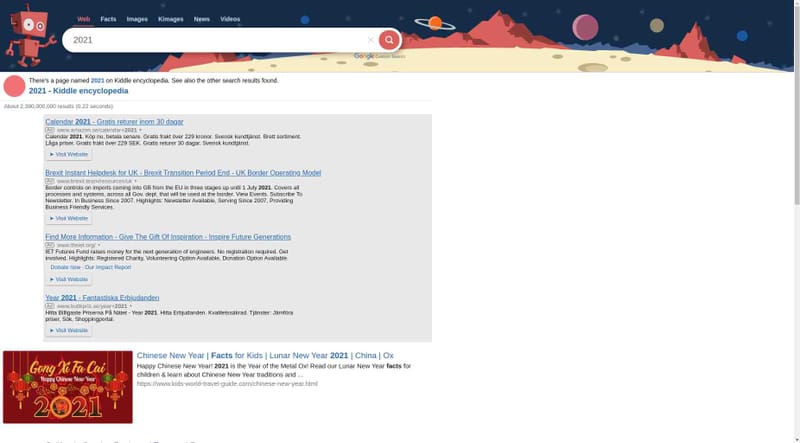 Web Facts Images Kimages News Videos
2021
Google Custom Search
There's a page named 2021 on Kiddle encyclopedia. See also the other search results found.
2021 - Kiddle encyclopedia
About 2,390,000,000 results (0.22 seconds)
Calendar 2021 - Gratis returer inom 30 dagar
Ad www.amazon.se/calendar+2021
Calendar 2021. Köp nu, betala senare. Gratis frakt över 229 kronor. Svensk kundtjänst. Brett sortiment.
Låga priser. Gratis frakt över 229 SEK. Gratis returer 30 dagar. Svensk kundtjänst.
➤ Visit Website
Brexit Instant Helpdesk for UK - Brexit Transition Period End - UK Border Operating Model
Ad www.brexit.team/resources/uk
Border controls on imports coming into GB from the EU in three stages up until 1 July 2021. Covers all
processes and systems, across all Gov. dept, that will be used at the Insider. View Events. Subscribe To
Newsletter. In Business Since 2007. Highlights: Newsletter Available, Serving Since 2007, Providing
Business Friendly Services.
➤ Visit Website
Find More Information - Give The Gift Of Inspiration - Inspire Future Generations
Ad www.theiet.org/
IET Futures Fund raises money for the next generation of engineers. No registration required. Get
involved. Highlights: Registered Charity, Volunteering Option Available, Donation Option Available.
Donate now · Our Impact Report
➤ Visit Website
Year 2021 - Fantastiska Erbjudanden
Ad www.butikpris.se/year+2021
Hitta Billigaste Priserna På Nätet - Year 2021. Hitta Erbjudanden. Kvalitetssäkrad. Tjänster: Jämföra
priser, Sök, Shoppingportal.
➤ Visit Website
Gong Xi Fa Cai
Happy Chinese New Year!
2021
Chinese New Year | Facts for Kids | Lunar New Year 2021 | China | Ox
Happy Chinese New Year! 2021 is the Year of the Metal Ox! Read our Lunar New Year facts for
children & learn about Chinese New Year traditions and ...
https://www.kids-world-travel-guide.com/chinese-new-year.html